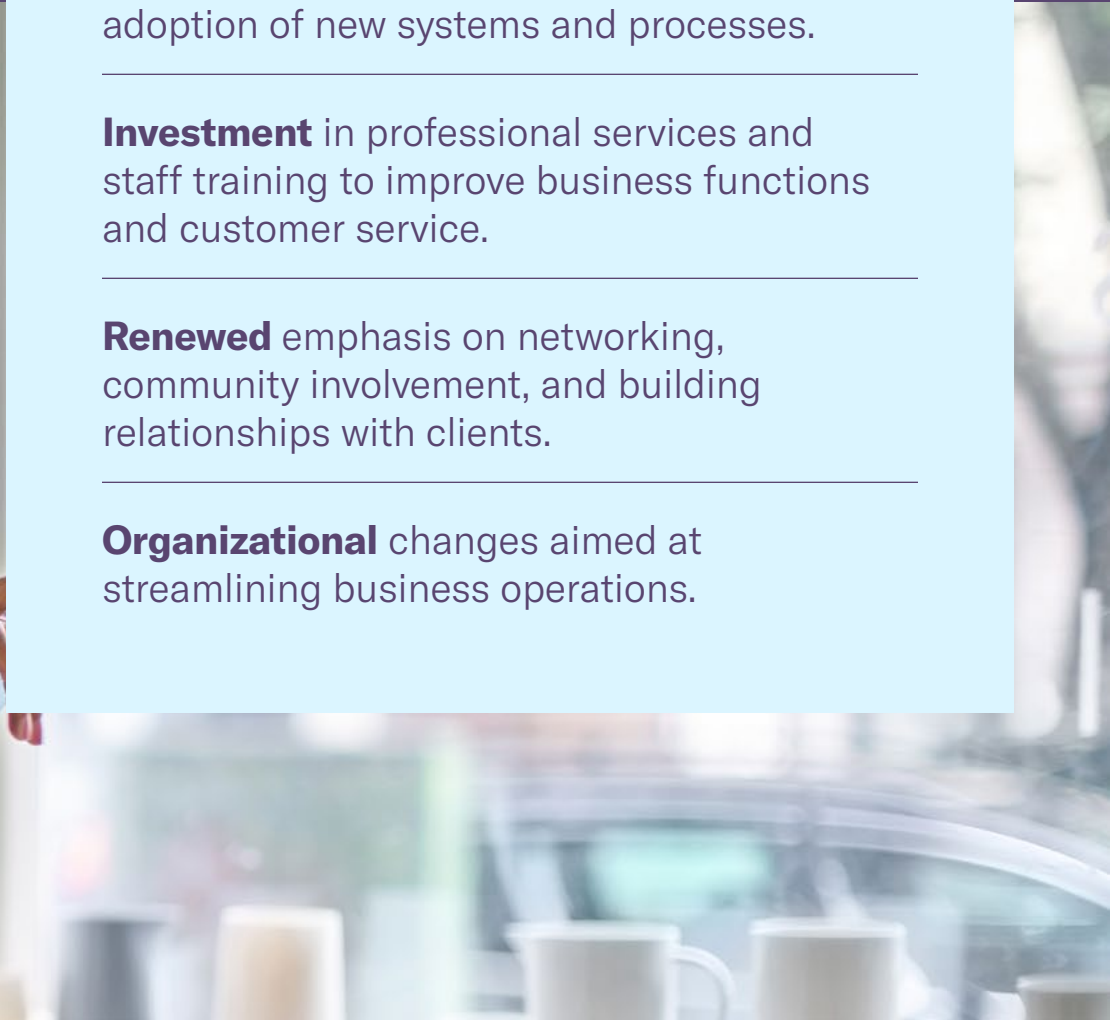 adoption of new systems and processes.
Investment in professional services and
staff training to improve business functions
and customer service.
Renewed emphasis on networking,
community involvement, and building
relationships with clients.
Organizational changes aimed at
streamlining business operations.